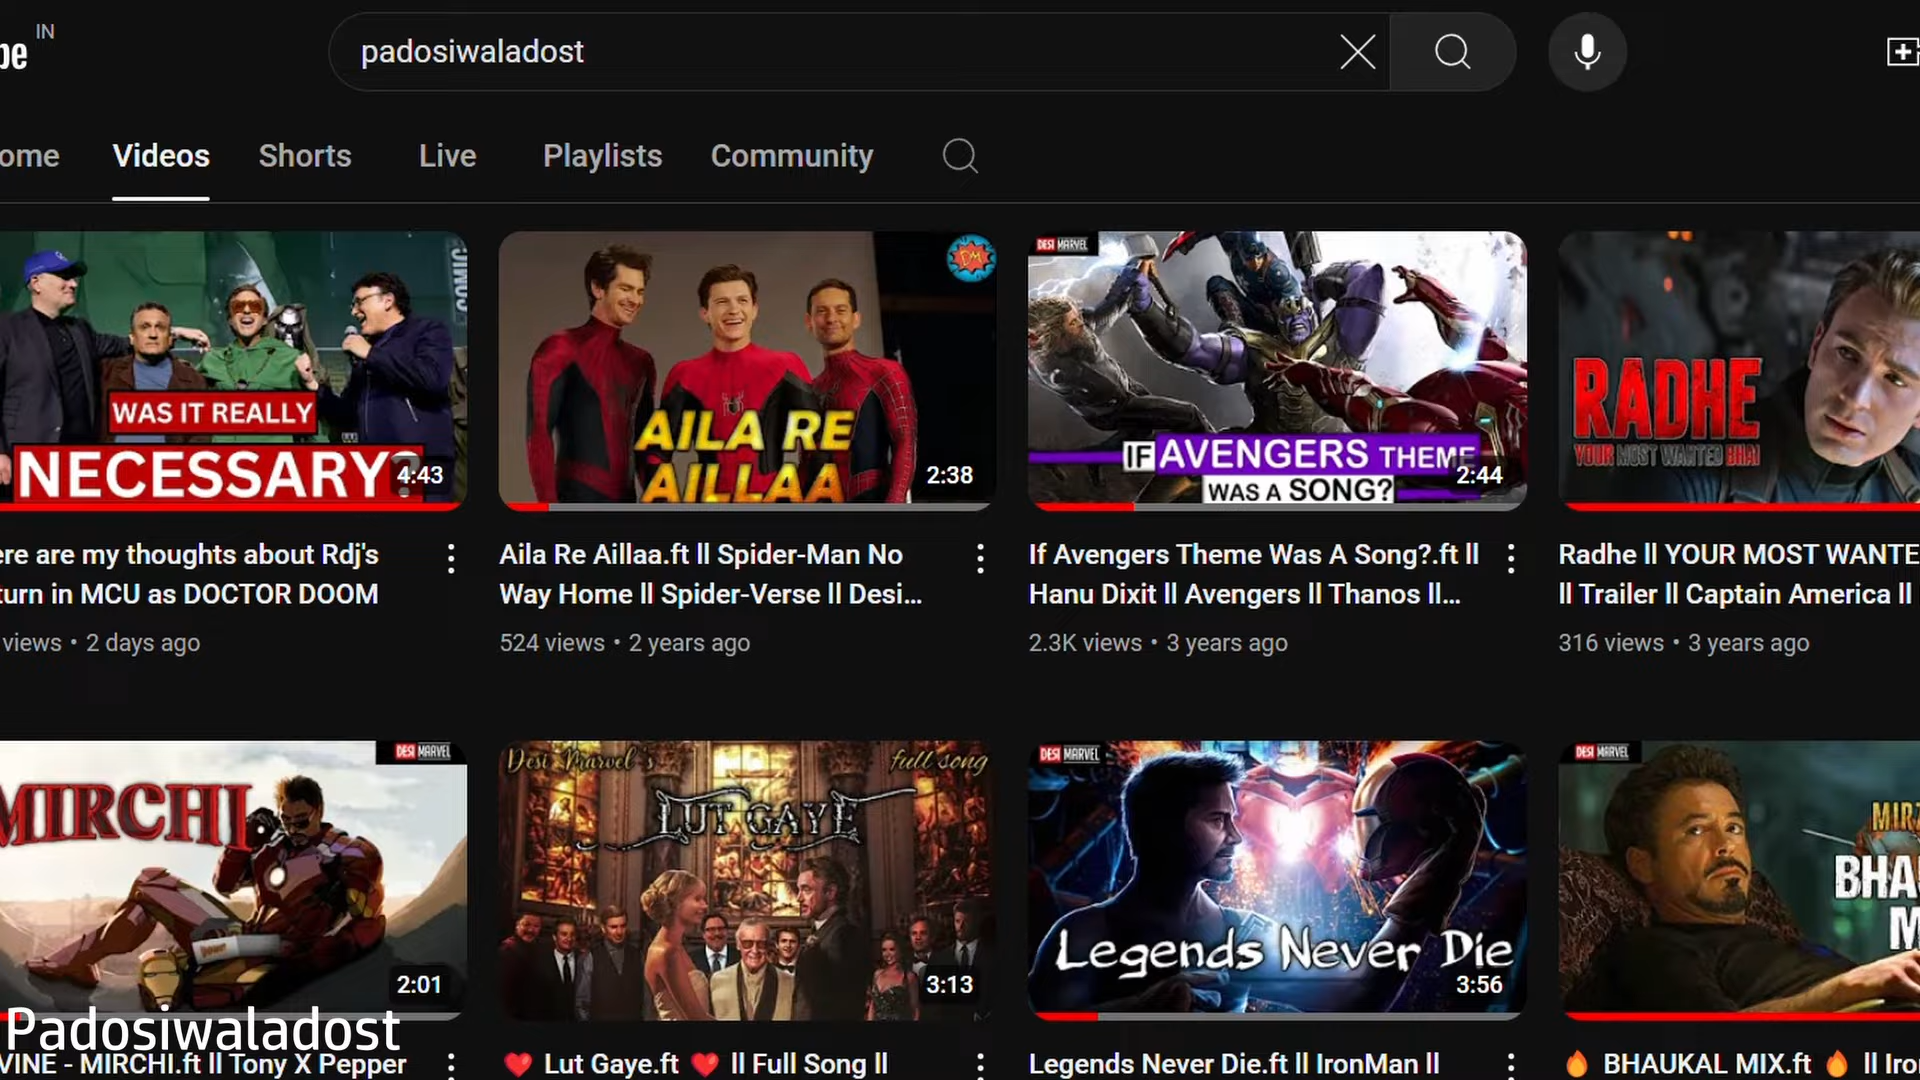 be IN
padosiwaladost
ome Videos Shorts Live Playlists Community
COMIC
WAS IT REALLY
NECESSARY?
4:43
DM
AILA RE
AILLAA
2:38
DESI MARVEL
IF AVENGERS THEME
WAS A SONG?
2:44
RADHE
YOUR MOST WANTED BHAI
ere are my thoughts about Rdj's
turn in MCU as DOCTOR DOOM
views • 2 days ago
Aila Re Aillaa.ft ll Spider-Man No
Way Home ll Spider-Verse ll Desi...
524 views • 2 years ago
If Avengers Theme Was A Song?.ft ll
Hanu Dixit ll Avengers ll Thanos ll...
2.3K views • 3 years ago
Radhe ll YOUR MOST WANTE
ll Trailer ll Captain America ll
316 views • 3 years ago
DESI MARVEL
MIRCHI
2:01
Desi Marvel's full song
LUT GAYE
3:13
DESI MARVEL
Legends Never Die
3:56
DESI MARVEL
MIRZ
BHAU
M
Padosiwaladost
VINE - MIRCHI.ft ll Tony X Pepper
❤️ Lut Gaye.ft ❤️ ll Full Song ll
Legends Never Die.ft ll IronMan ll
🔥 BHAUKAL MIX.ft 🔥 ll Iro